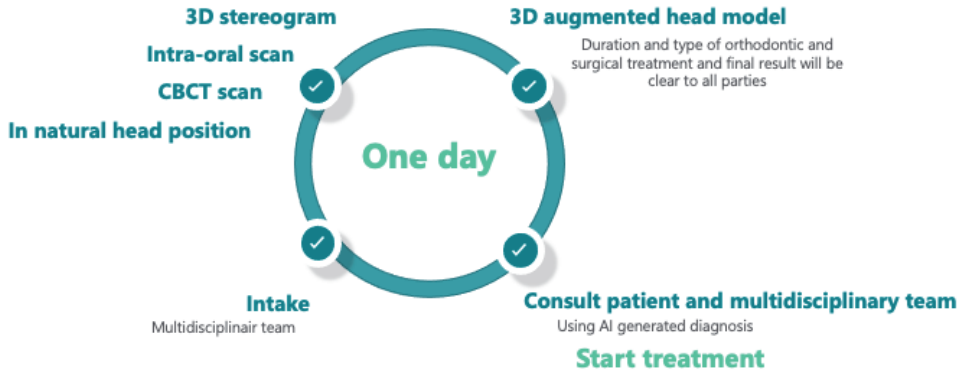 3D stereogram
Intra-oral scan
CBCT scan
In natural head position
3D augmented head model
Duration and type of orthodontic and
surgical treatment and final result will be
clear to all parties
One day
Intake
Multidisciplinair team
Consult patient and multidisciplinary team
Using AI generated diagnosis
Start treatment